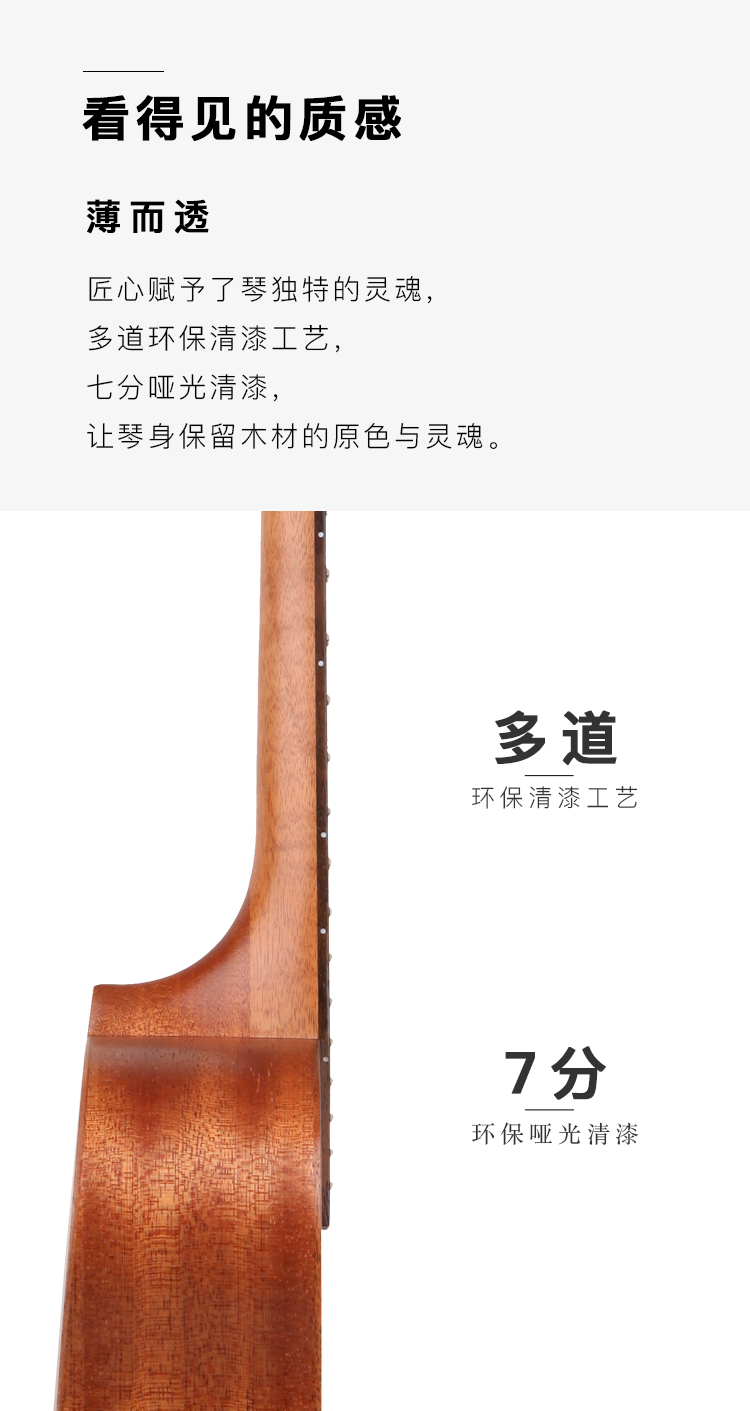 看得见的质感
薄而透
匠心赋予了琴独特的灵魂，
多道环保清漆工艺，
七分哑光清漆，
让琴身保留木材的原色与灵魂。
多道
环保清漆工艺
7分
环保哑光清漆